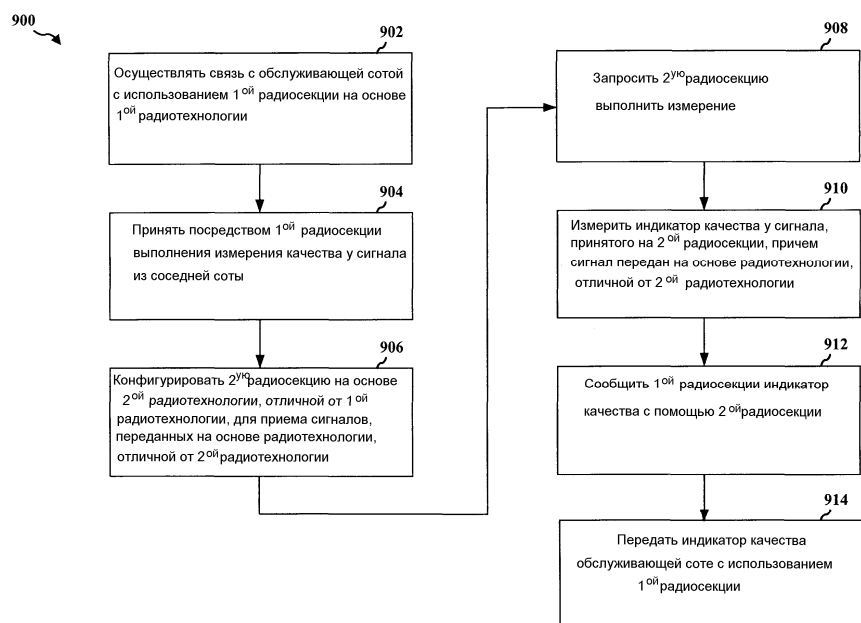 900
902
Осуществлять связь с обслуживающей сотой
с использованием 1ой радиосекции на основе
1ой радиотехнологии
904
Принять посредством 1ой радиосекции
выполнения измерения качества у сигнала
из соседней соты
906
Конфигурировать 2ую радиосекцию на основе
2ой радиотехнологии, отличной от 1ой
радиотехнологии, для приема сигналов,
переданных на основе радиотехнологии,
отличной от 2ой радиотехнологии
908
Запросить 2ую радиосекцию
выполнить измерение
910
Измерить индикатор качества у сигнала,
принятого на 2ой радиосекции, причем
сигнал передан на основе радиотехнологии,
отличной от 2ой радиотехнологии
912
Сообщить 1ой радиосекции индикатор
качества с помощью 2ой радиосекции
914
Передать индикатор качества
обслуживающей соте с использованием
1ой радиосекции